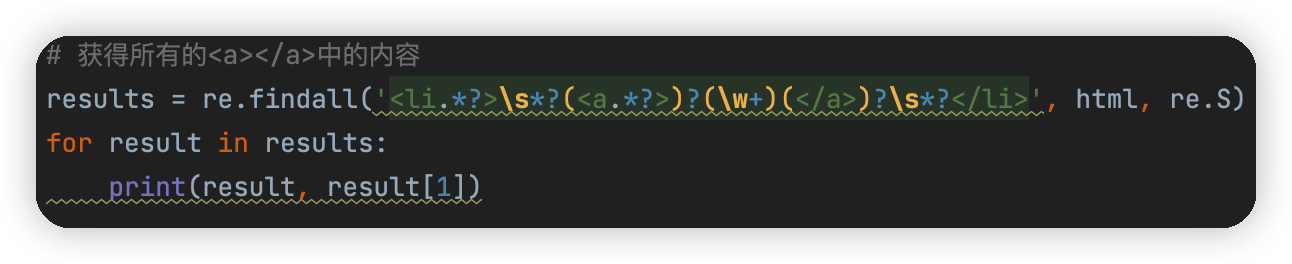 # 获得所有的<a></a>中的内容
results = re.findall('<li.*?>\s*?(<a.*?>)?(\w+)(</a>)?\s*?</li>', html, re.S)
for result in results:
    print(result, result[1])